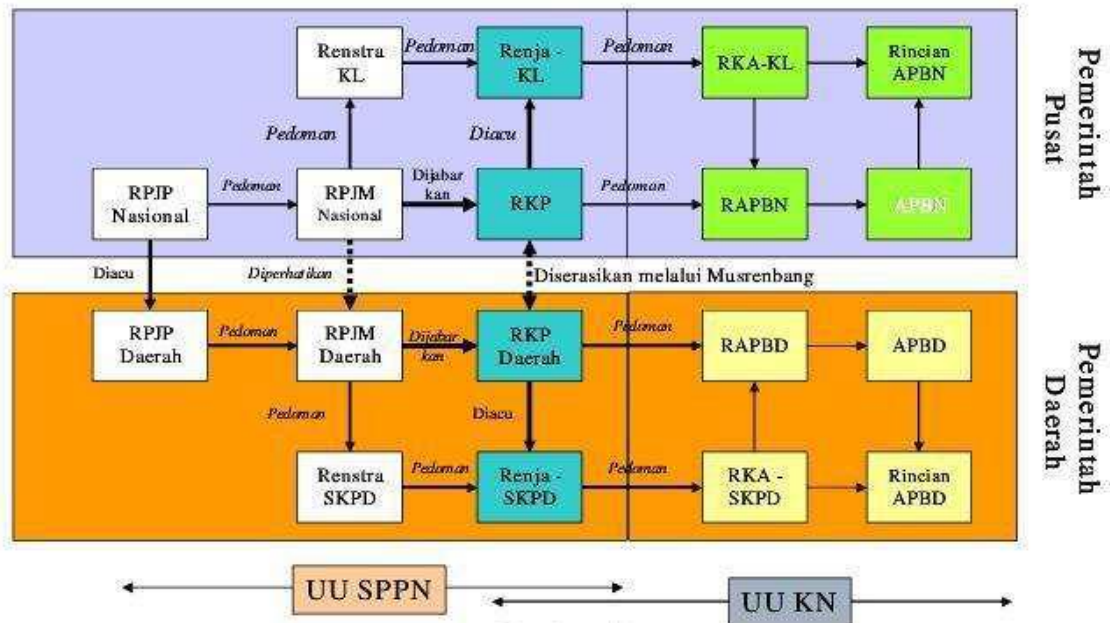 Renstra
KL
Pedoman
Renja -
KL
Pedoman
RKA-KL
Rincian
APBN
Pemerintah
Pusat
Pedoman
Diacu
RPJP
Nasional
Pedoman
RPJM
Nasional
Dijabar
kan
RKP
Pedoman
RAPBN
APBN
Diacu
Diperhatikan
Diserasikan melalui Musrenbang
RPJP
Daerah
Pedoman
RPJM
Daerah
Dijabar
kan
RKP
Daerah
Pedoman
RAPBD
APBD
Pemerintah
Daerah
Pedoman
Diacu
Renstra
SKPD
Pedoman
Renja -
SKPD
Pedoman
RKA -
SKPD
Rincian
APBD
UU SPPN
UU KN